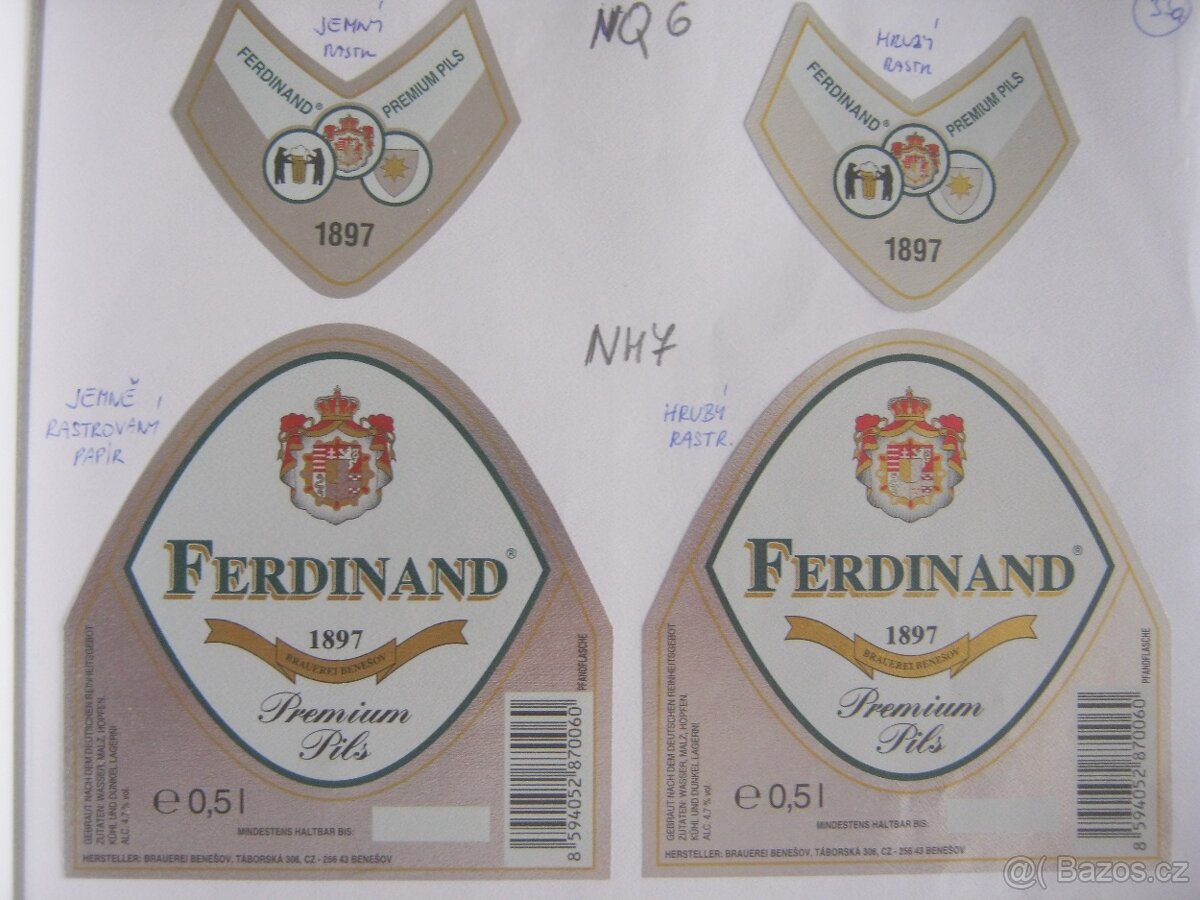 JEMNÝ
RASTR
NQ 6
HRUBÝ
RASTR
33a
FERDINAND® PREMIUM PILS
1897
FERDINAND® PREMIUM PILS
1897
NH7
JEMNĚ
RASTROVANÝ
PAPÍR
FERDINAND®
1897
BRAUEREI BENEŠOV
Premium
Pils
GEBRAUT NACH DEM DEUTSCHEN REINHEITSGEBOT
ZUTATEN: WASSER, MALZ, HOPFEN,
KÜHL UND DUNKEL LAGERN!
ALC. 4,7 % vol.
℮ 0,5 l
MINDESTENS HALTBAR BIS:
PFANDFLASCHE
8 594052 870060
HERSTELLER: BRAUEREI BENEŠOV, TÁBORSKÁ 306, CZ - 256 43 BENEŠOV
HRUBÝ
RASTR.
FERDINAND®
1897
BRAUEREI BENEŠOV
Premium
Pils
GEBRAUT NACH DEM DEUTSCHEN REINHEITSGEBOT
ZUTATEN: WASSER, MALZ, HOPFEN,
KÜHL UND DUNKEL LAGERN!
ALC. 4,7 % vol.
℮ 0,5 l
MINDESTENS HALTBAR BIS:
PFANDFLASCHE
8 594052 870060
HERSTELLER: BRAUEREI BENEŠOV, TÁBORSKÁ 306, CZ - 256 43 BENEŠOV
@( Bazos.cz